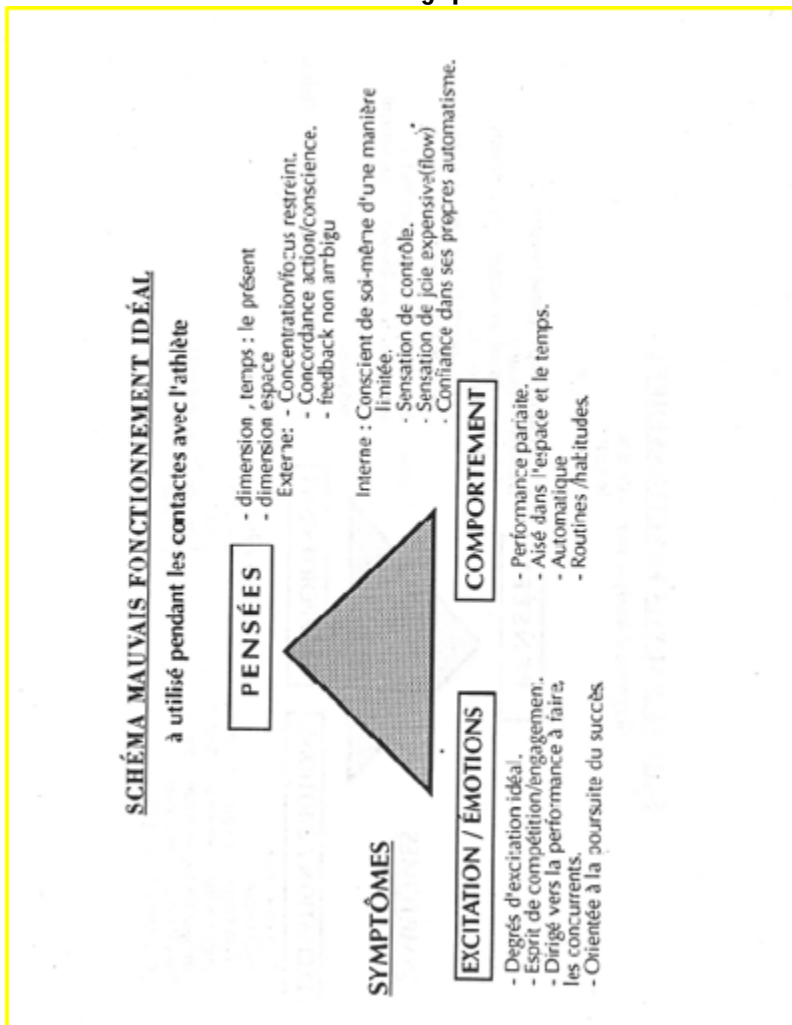 SCHÉMA MAUVAIS FONCTIONNEMENT IDÉAL
à utilisé pendant les contactes avec l'athlète
PENSÉES
- dimension , temps : le présent
- dimension espace
Externe: - Concentration/focus restreint.
- Concordance action/conscience.
- feedback non ambigu
Interne : Conscient de soi-même d'une manière
limitée.
- Sensation de contrôle.
- Sensation de joie expensive(flow)
- Confiance dans ses propres automatisme.
SYMPTÔMES
EXCITATION / ÉMOTIONS
- Degrés d'excitation idéal.
- Esprit de compétition/engagement.
- Dirigé vers la performance à faire,
les concurrents.
- Orientée à la poursuite du succès.
COMPORTEMENT
- Performance parfaite.
- Aisé dans l'espace et le temps.
- Automatique
- Routines /habitudes.